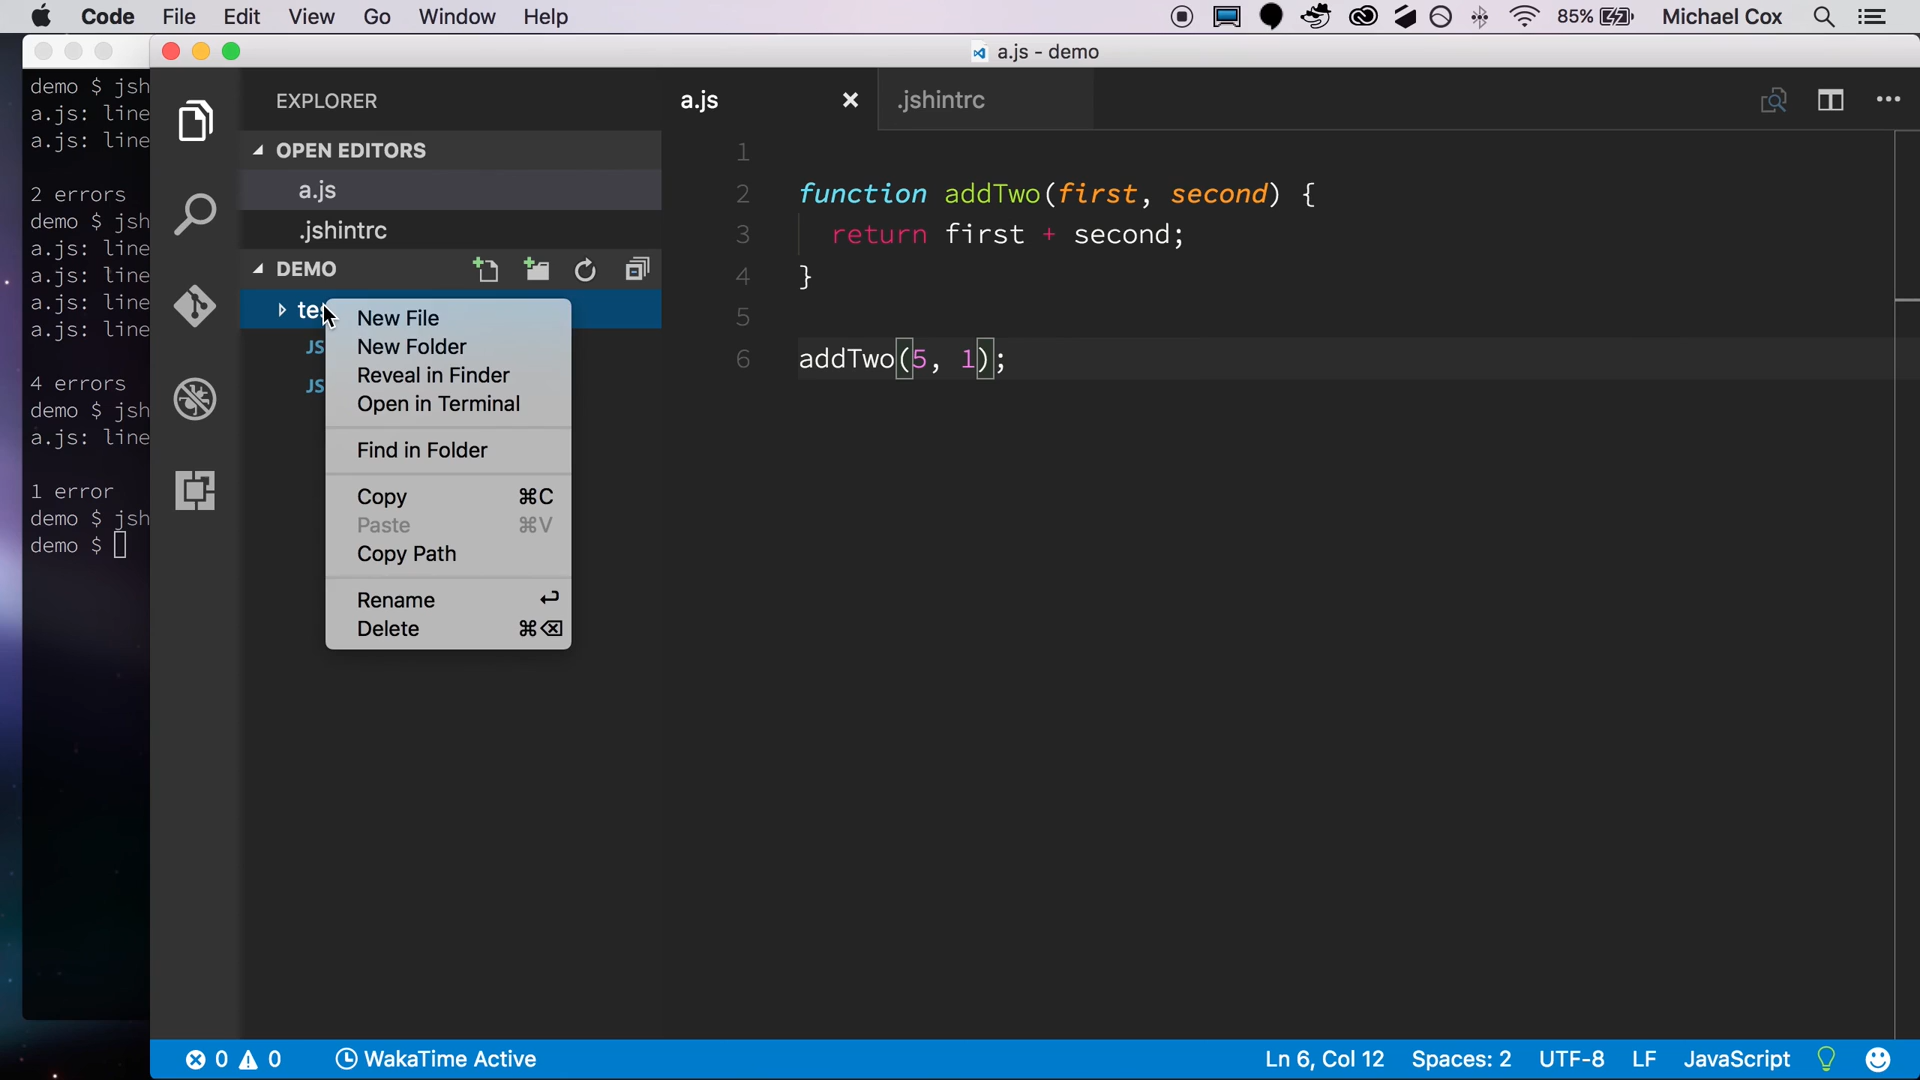 Code File Edit View Go Window Help 85% Michael Cox
a.js - demo
demo $ jsh
a.js: line
a.js: line
2 errors
demo $ jsh
a.js: line
a.js: line
a.js: line
a.js: line
4 errors
demo $ jsh
a.js: line
1 error
demo $ jsh
demo $
EXPLORER
OPEN EDITORS
a.js
.jshintrc
DEMO
JS
JS
New File
New Folder
Reveal in Finder
Open in Terminal
Find in Folder
Copy ⌘C
Paste ⌘V
Copy Path
Rename ↩
Delete ⌘⌫
a.js × .jshintrc
1
2 function addTwo(first, second) {
3 return first + second;
4 }
5
6 addTwo(5, 1);
0 0 WakaTime Active Ln 6, Col 12 Spaces: 2 UTF-8 LF JavaScript